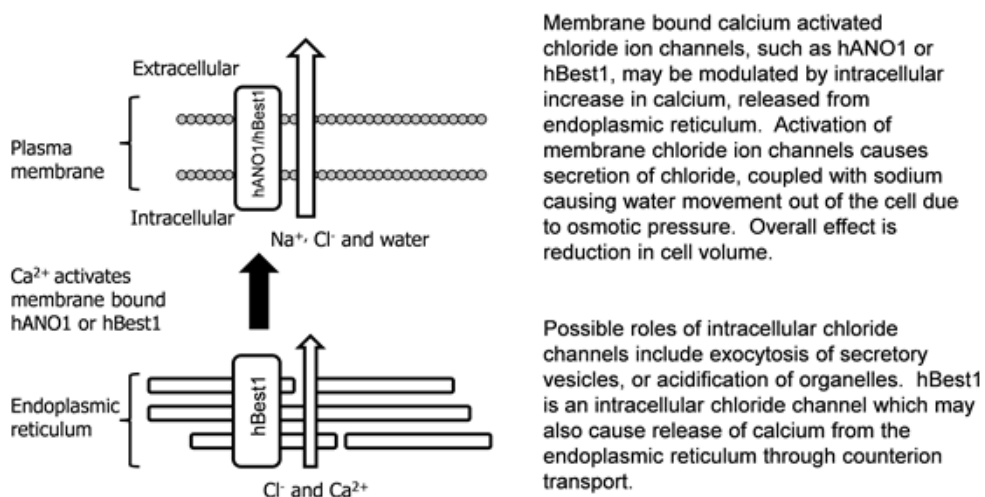 Extracellular
Plasma
membrane
hANO1/hBest1
Intracellular
Na⁺, Cl⁻ and water
Ca²⁺ activates
membrane bound
hANO1 or hBest1
Endoplasmic
reticulum
hBest1
Cl⁻ and Ca²⁺
Membrane bound calcium activated
chloride ion channels, such as hANO1 or
hBest1, may be modulated by intracellular
increase in calcium, released from
endoplasmic reticulum.  Activation of
membrane chloride ion channels causes
secretion of chloride, coupled with sodium
causing water movement out of the cell due
to osmotic pressure.  Overall effect is
reduction in cell volume.
Possible roles of intracellular chloride
channels include exocytosis of secretory
vesicles, or acidification of organelles.  hBest1
is an intracellular chloride channel which may
also cause release of calcium from the
endoplasmic reticulum through counterion
transport.